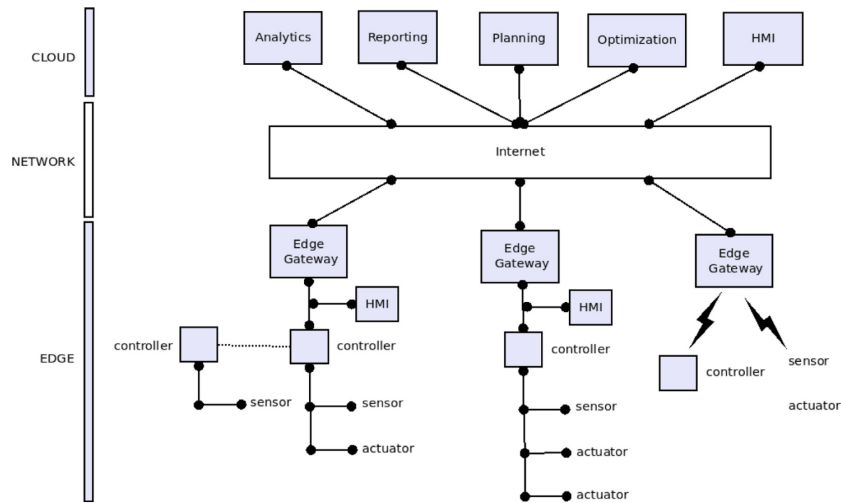 CLOUD
Analytics
Reporting
Planning
Optimization
HMI
NETWORK
Internet
EDGE
Edge
Gateway
HMI
controller
controller
sensor
sensor
actuator
Edge
Gateway
HMI
controller
sensor
actuator
actuator
Edge
Gateway
controller
sensor
actuator